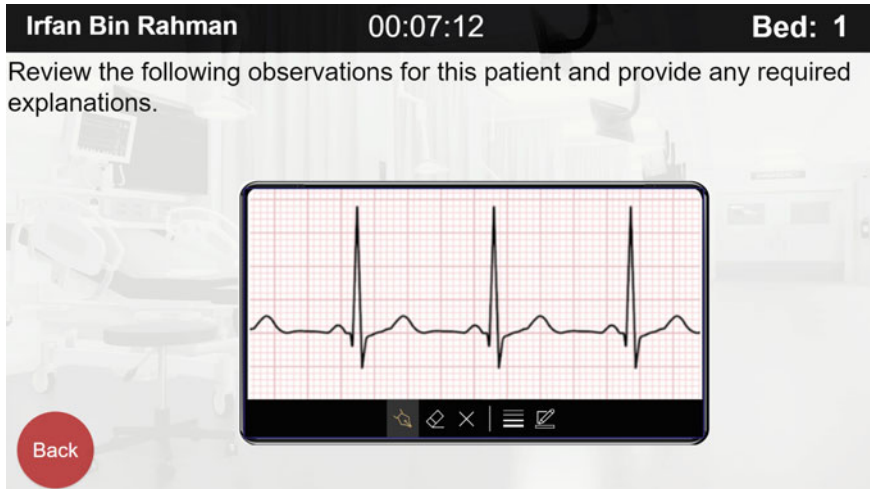 Irfan Bin Rahman 00:07:12 Bed: 1
Review the following observations for this patient and provide any required
explanations.
Back